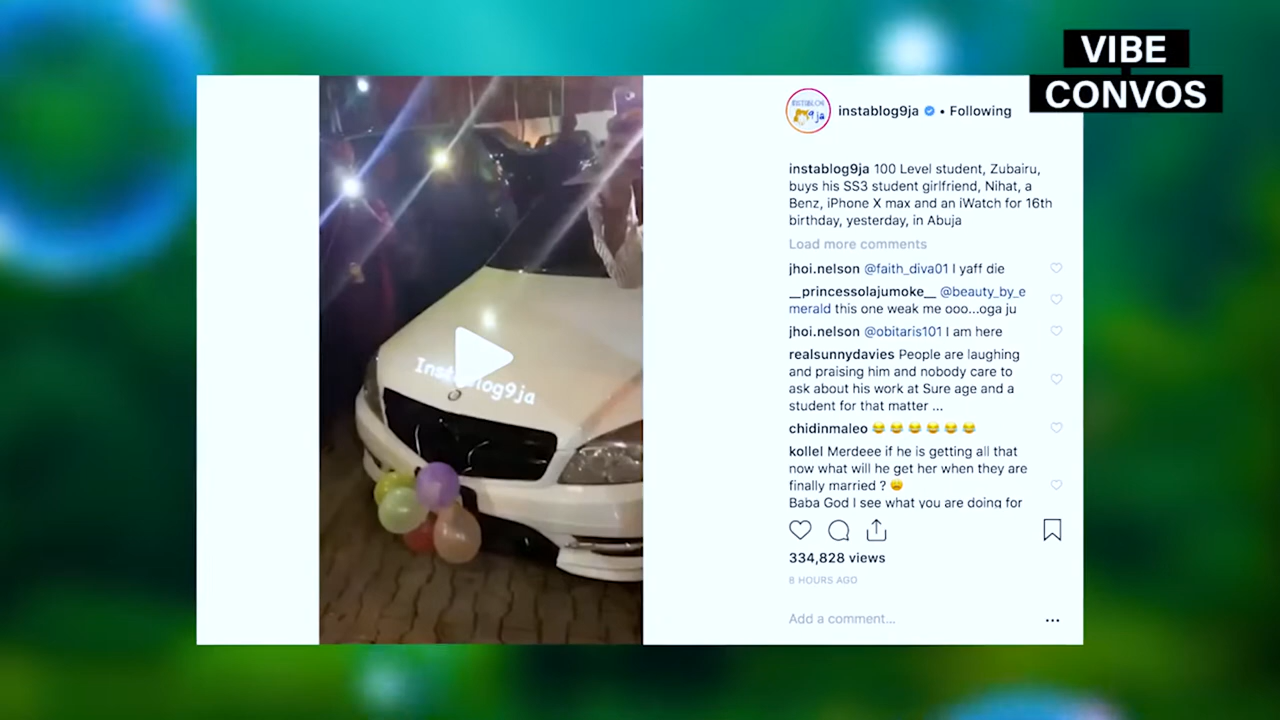 VIBE
CONVOS
INSTABLOG
9ja
instablog9ja • Following
instablog9ja 100 Level student, Zubairu,
buys his SS3 student girlfriend, Nihat, a
Benz, iPhone X max and an iWatch for 16th
birthday, yesterday, in Abuja
Load more comments
jhoi.nelson @faith_diva01 I yaff die
__princessolajumoke__ @beauty_by_e
merald this one weak me ooo...oga ju
jhoi.nelson @obitaris101 I am here
realsunnydavies People are laughing
and praising him and nobody care to
ask about his work at Sure age and a
student for that matter ...
chidinmaleo 😂 😂 😂 😂 😂 😂
kollel Merdeee if he is getting all that
now what will he get her when they are
finally married ? 😩
Baba God I see what you are doing for
334,828 views
8 HOURS AGO
Add a comment...